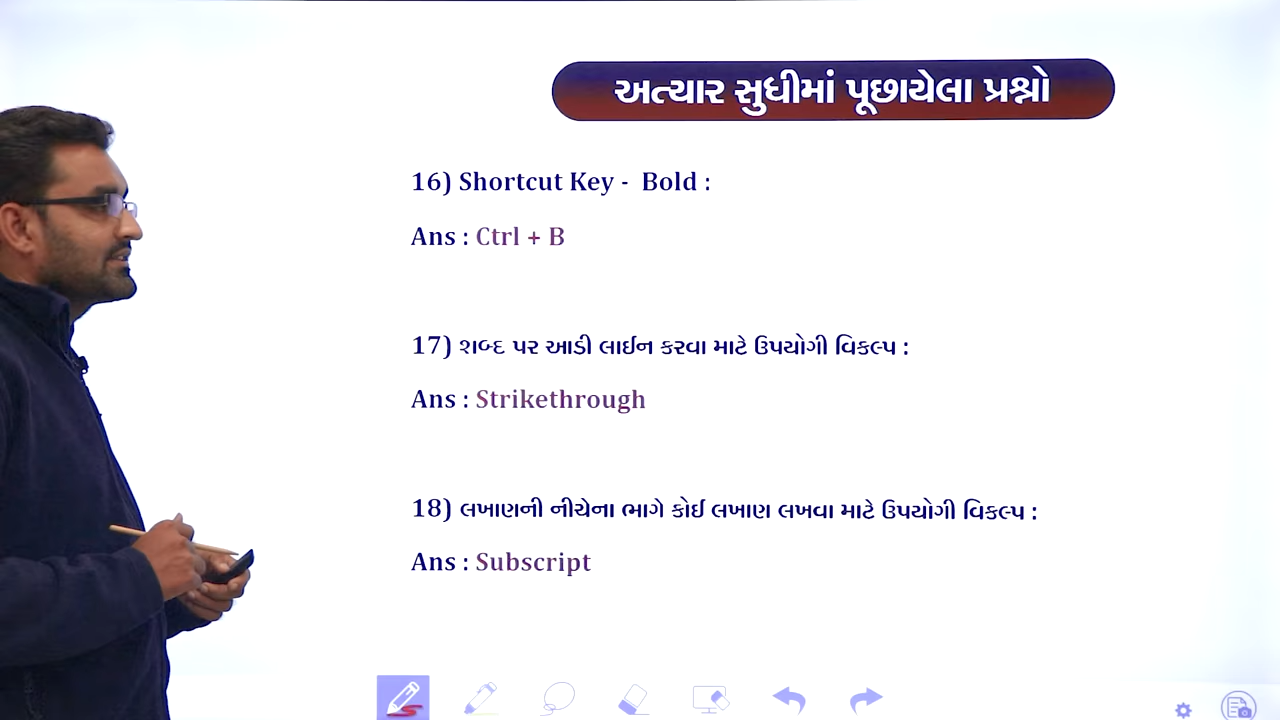 અત્યાર સુધીમાં પૂછાયેલા પ્રશ્નો
16) Shortcut Key -  Bold :
Ans : Ctrl + B
17) શબ્દ પર આડી લાઈન કરવા માટે ઉપયોગી વિકલ્પ :
Ans : Strikethrough
18) લખાણની નીચેના ભાગે કોઈ લખાણ લખવા માટે ઉપયોગી વિકલ્પ :
Ans : Subscript